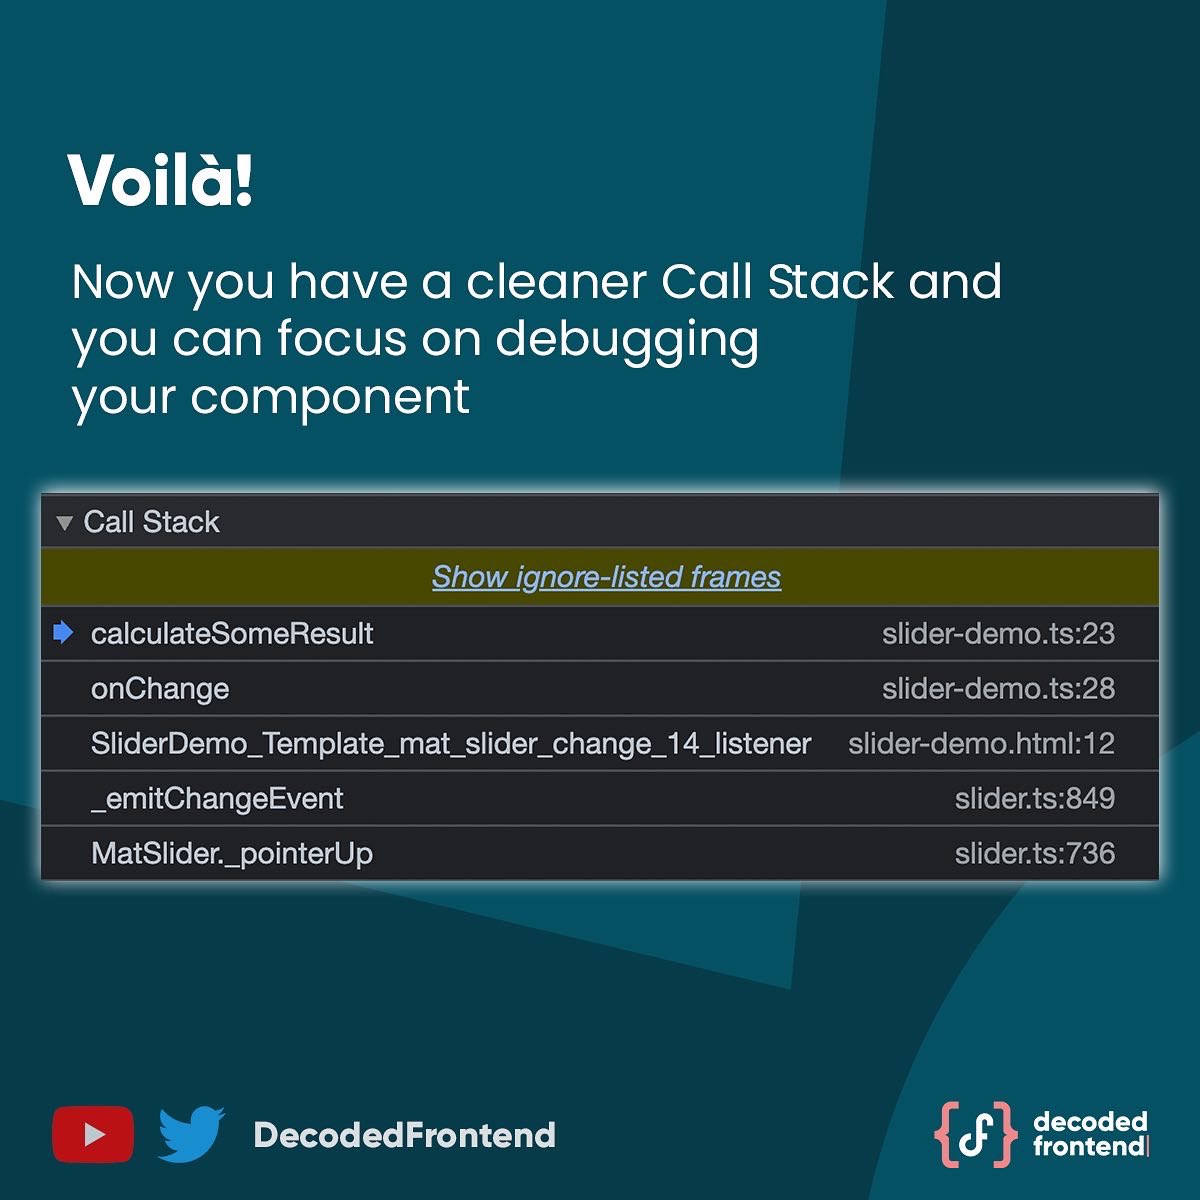 Voilà!
Now you have a cleaner Call Stack and
you can focus on debugging
your component
Call Stack
Show ignore-listed frames
calculateSomeResult slider-demo.ts:23
onChange slider-demo.ts:28
SliderDemo_Template_mat_slider_change_14_listener slider-demo.html:12
_emitChangeEvent slider.ts:849
MatSlider._pointerUp slider.ts:736
DecodedFrontend
decoded
frontend